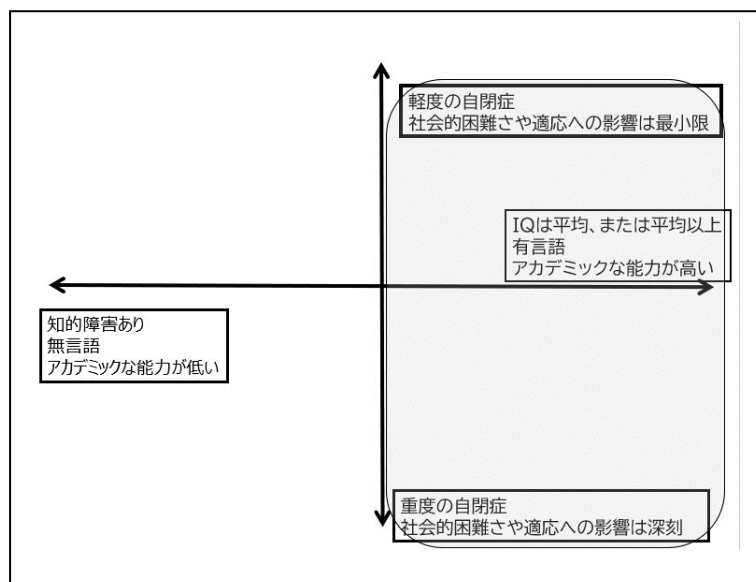 軽度の自閉症
社会的困難さや適応への影響は最小限
IQは平均、または平均以上
有言語
アカデミックな能力が高い
知的障害あり
無言語
アカデミックな能力が低い
重度の自閉症
社会的困難さや適応への影響は深刻